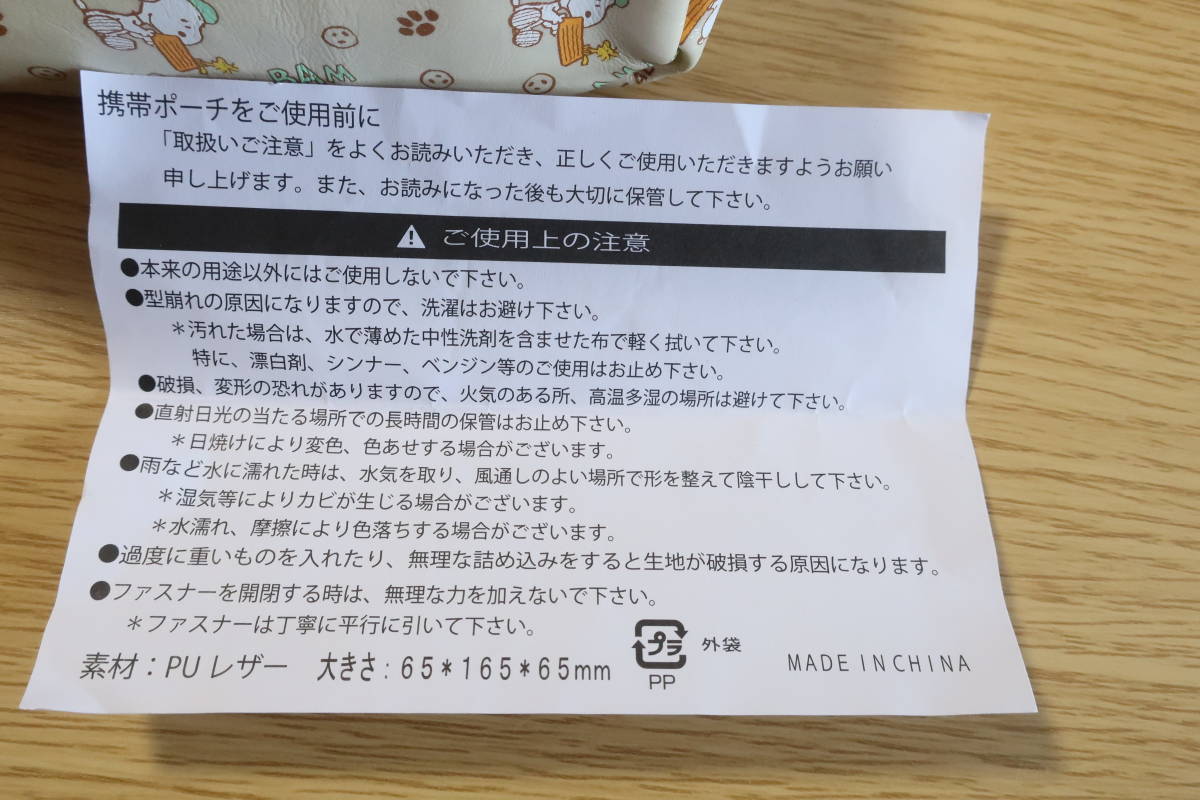 BAM
携帯ポーチをご使用前に
「取扱いご注意」をよくお読みいただき、正しくご使用いただきますようお願い
申し上げます。また、お読みになった後も大切に保管して下さい。
ご使用上の注意
●本来の用途以外にはご使用しないで下さい。
●型崩れの原因になりますので、洗濯はお避け下さい。
＊汚れた場合は、水で薄めた中性洗剤を含ませた布で軽く拭いて下さい。
特に、漂白剤、シンナー、ベンジン等のご使用はお止め下さい。
●破損、変形の恐れがありますので、火気のある所、高温多湿の場所は避けて下さい。
●直射日光の当たる場所での長時間の保管はお止め下さい。
＊日焼けにより変色、色あせする場合がございます。
●雨など水に濡れた時は、水気を取り、風通しのよい場所で形を整えて陰干しして下さい。
＊湿気等によりカビが生じる場合がございます。
＊水濡れ、摩擦により色落ちする場合がございます。
●過度に重いものを入れたり、無理な詰め込みをすると生地が破損する原因になります。
●ファスナーを開閉する時は、無理な力を加えないで下さい。
＊ファスナーは丁寧に平行に引いて下さい。
素材：PUレザー 大きさ：65*165*65mm プラ PP 外袋 MADE IN CHINA